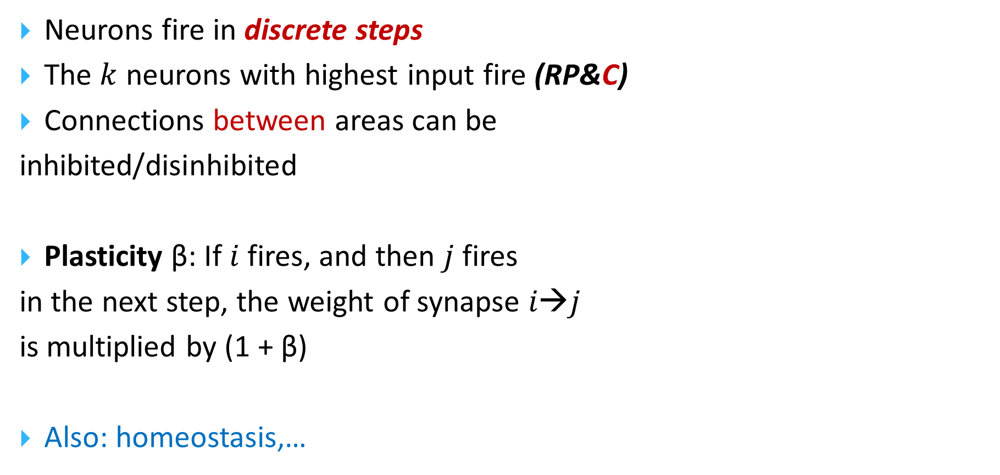 Neurons fire in discrete steps
The k neurons with highest input fire (RP&C)
Connections between areas can be
inhibited/disinhibited
Plasticity β: If i fires, and then j fires
in the next step, the weight of synapse i→j
is multiplied by (1 + β)
Also: homeostasis,…